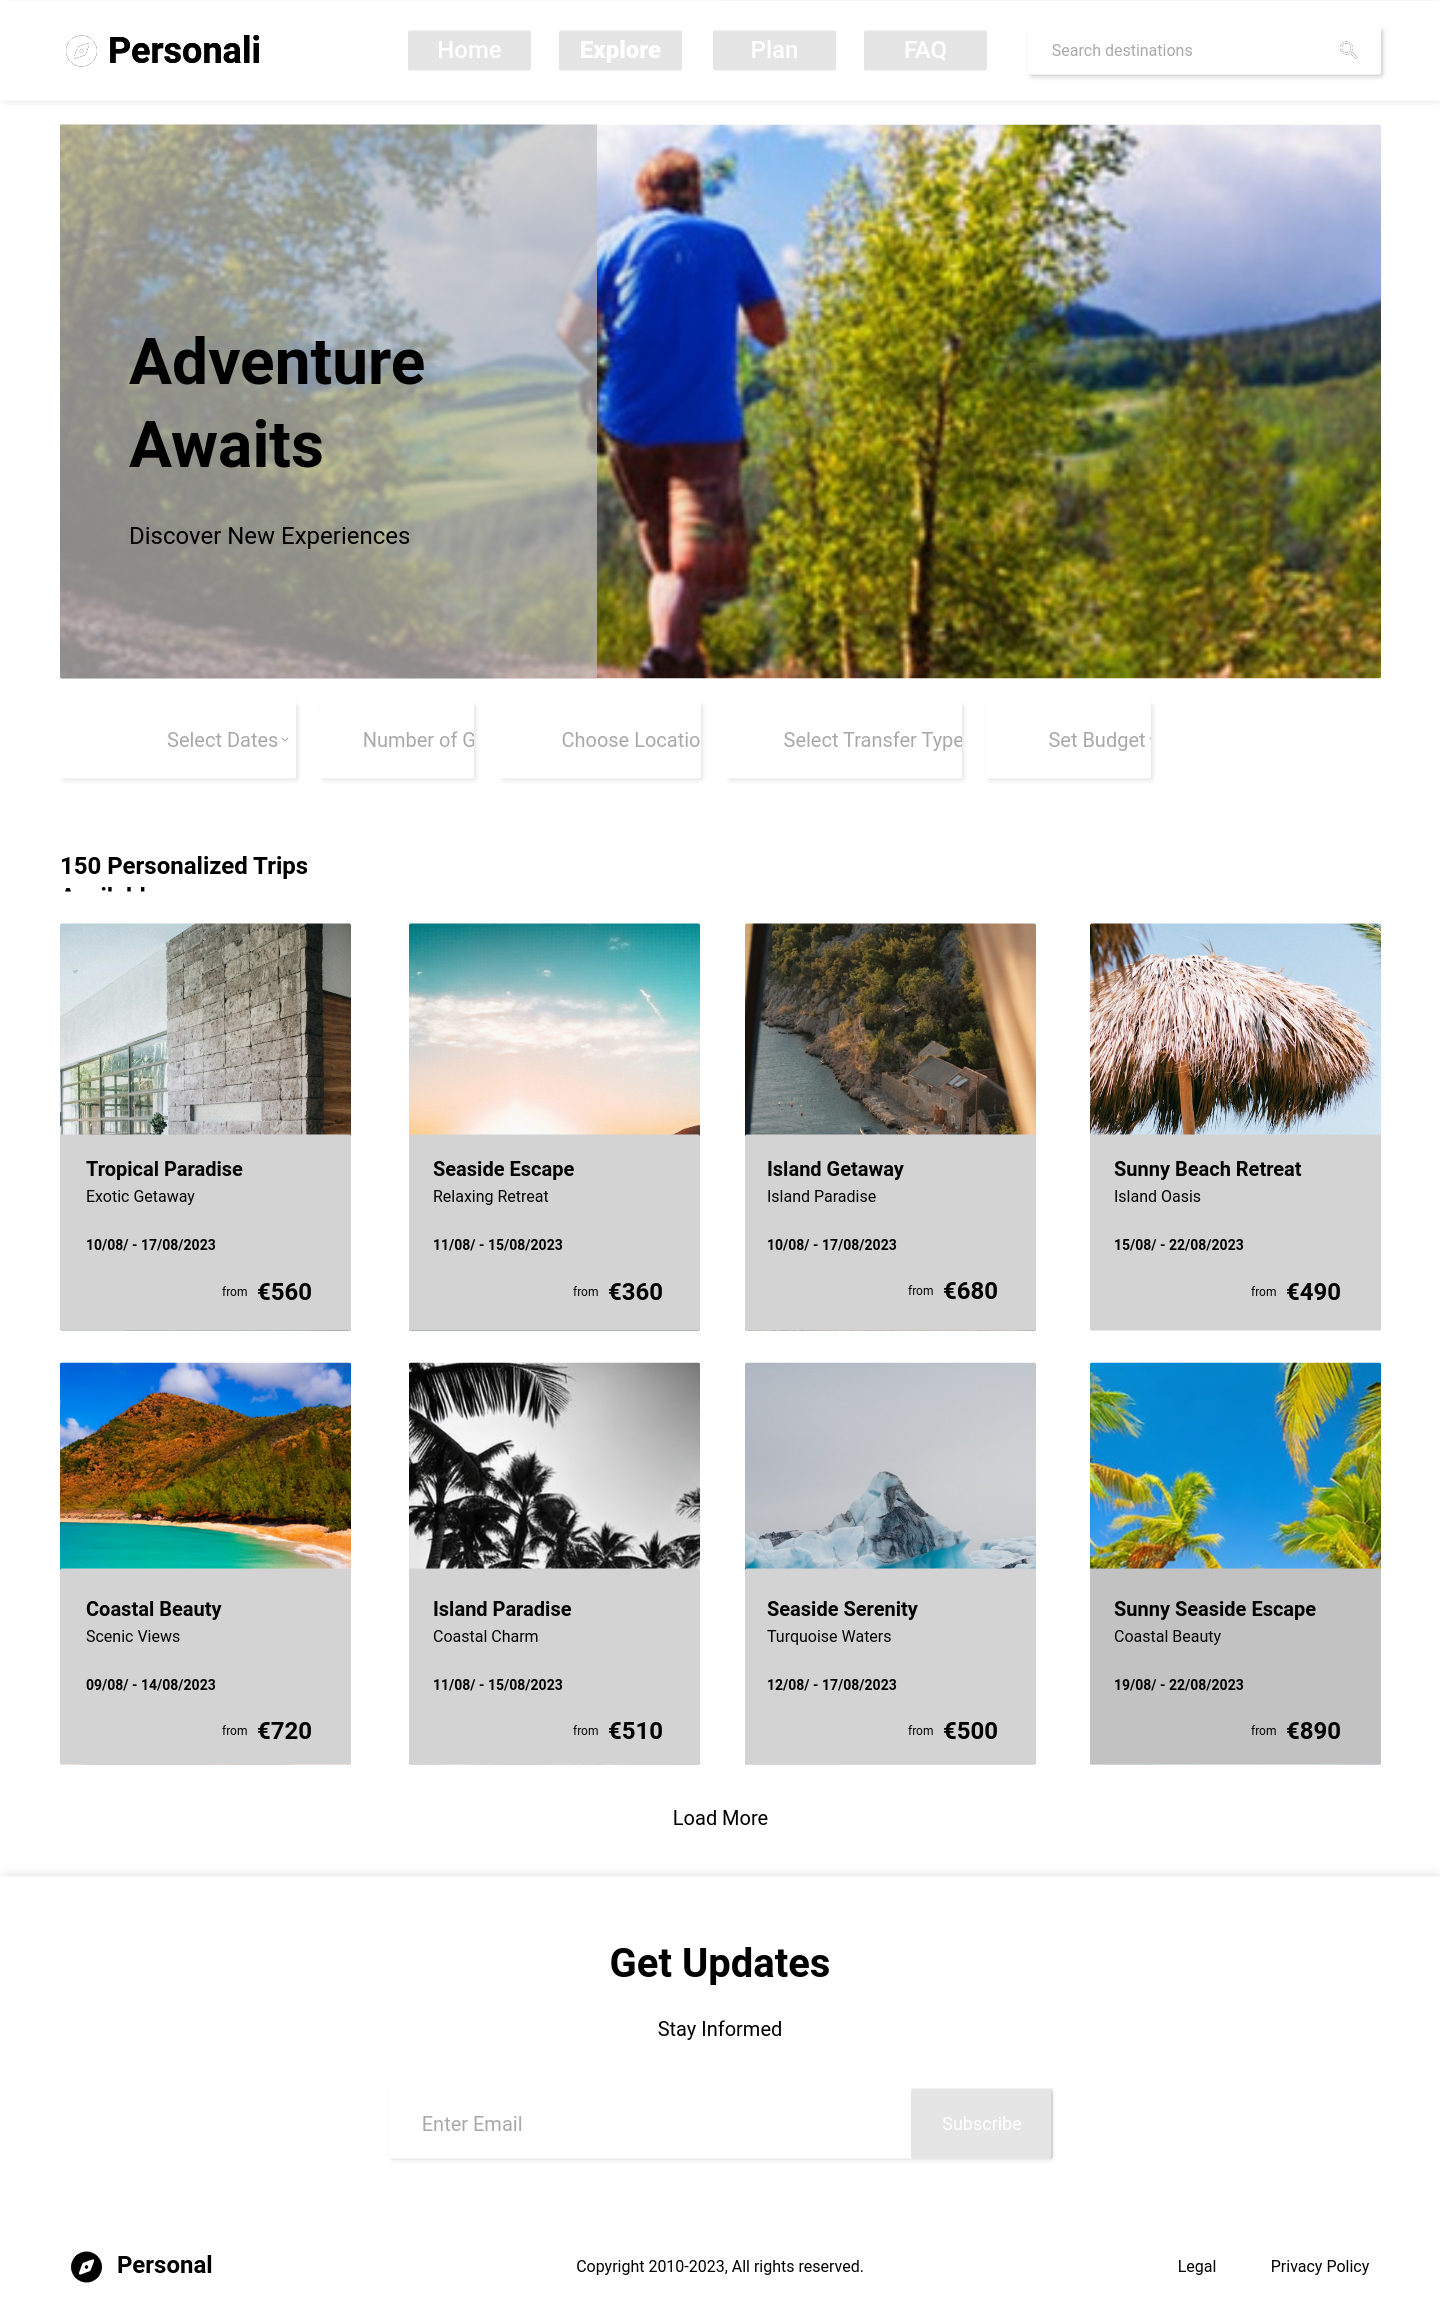 Personali
Home
Explore
Plan
FAQ
Search destinations
Adventure
Awaits
Discover New Experiences
Select Dates
Number of G
Choose Locatio
Select Transfer Type
Set Budget
150 Personalized Trips
Tropical Paradise
Exotic Getaway
10/08/ - 17/08/2023
from €560
Seaside Escape
Relaxing Retreat
11/08/ - 15/08/2023
from €360
Island Getaway
Island Paradise
10/08/ - 17/08/2023
from €680
Sunny Beach Retreat
Island Oasis
15/08/ - 22/08/2023
from €490
Coastal Beauty
Scenic Views
09/08/ - 14/08/2023
from €720
Island Paradise
Coastal Charm
11/08/ - 15/08/2023
from €510
Seaside Serenity
Turquoise Waters
12/08/ - 17/08/2023
from €500
Sunny Seaside Escape
Coastal Beauty
19/08/ - 22/08/2023
from €890
Load More
Get Updates
Stay Informed
Enter Email
Subscribe
Personal
Copyright 2010-2023, All rights reserved.
Legal
Privacy Policy